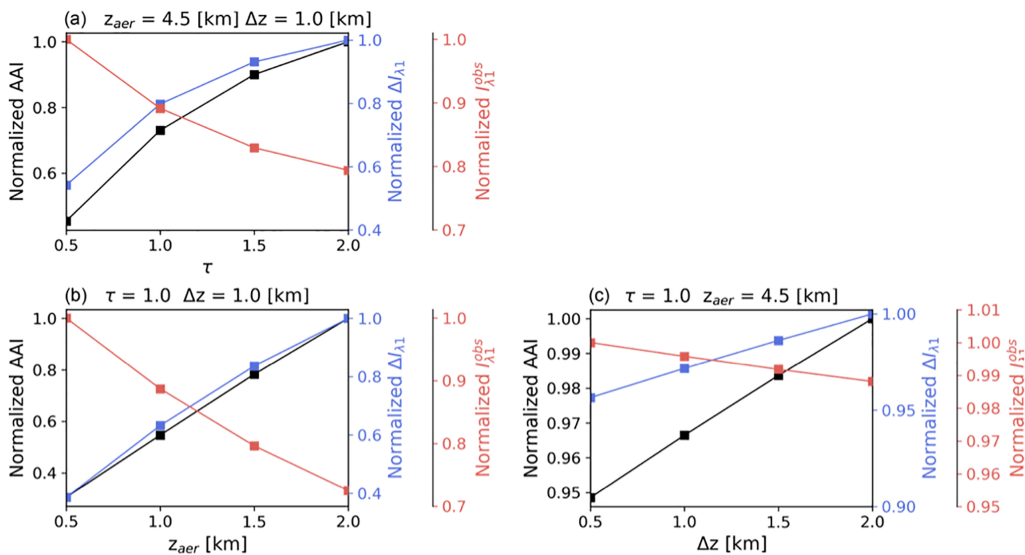 (a) z_aer = 4.5 [km] Δz = 1.0 [km]
Normalized AAI
1.0
0.8
0.6
0.5 1.0 1.5 2.0
τ
1.0
0.8
0.6
0.4
Normalized ΔI_λ1
1.0
0.9
0.8
0.7
Normalized I^obs_λ1
(b) τ = 1.0 Δz = 1.0 [km]
Normalized AAI
1.0
0.8
0.6
0.4
0.5 1.0 1.5 2.0
z_aer [km]
1.0
0.8
0.6
0.4
Normalized ΔI_λ1
1.0
0.9
0.8
0.7
Normalized I^obs_λ1
(c) τ = 1.0 z_aer = 4.5 [km]
Normalized AAI
1.00
0.99
0.98
0.97
0.96
0.95
0.5 1.0 1.5 2.0
Δz [km]
1.00
0.95
0.90
Normalized ΔI_λ1
1.01
1.00
0.99
0.98
0.97
0.96
0.95
Normalized I^obs_λ1